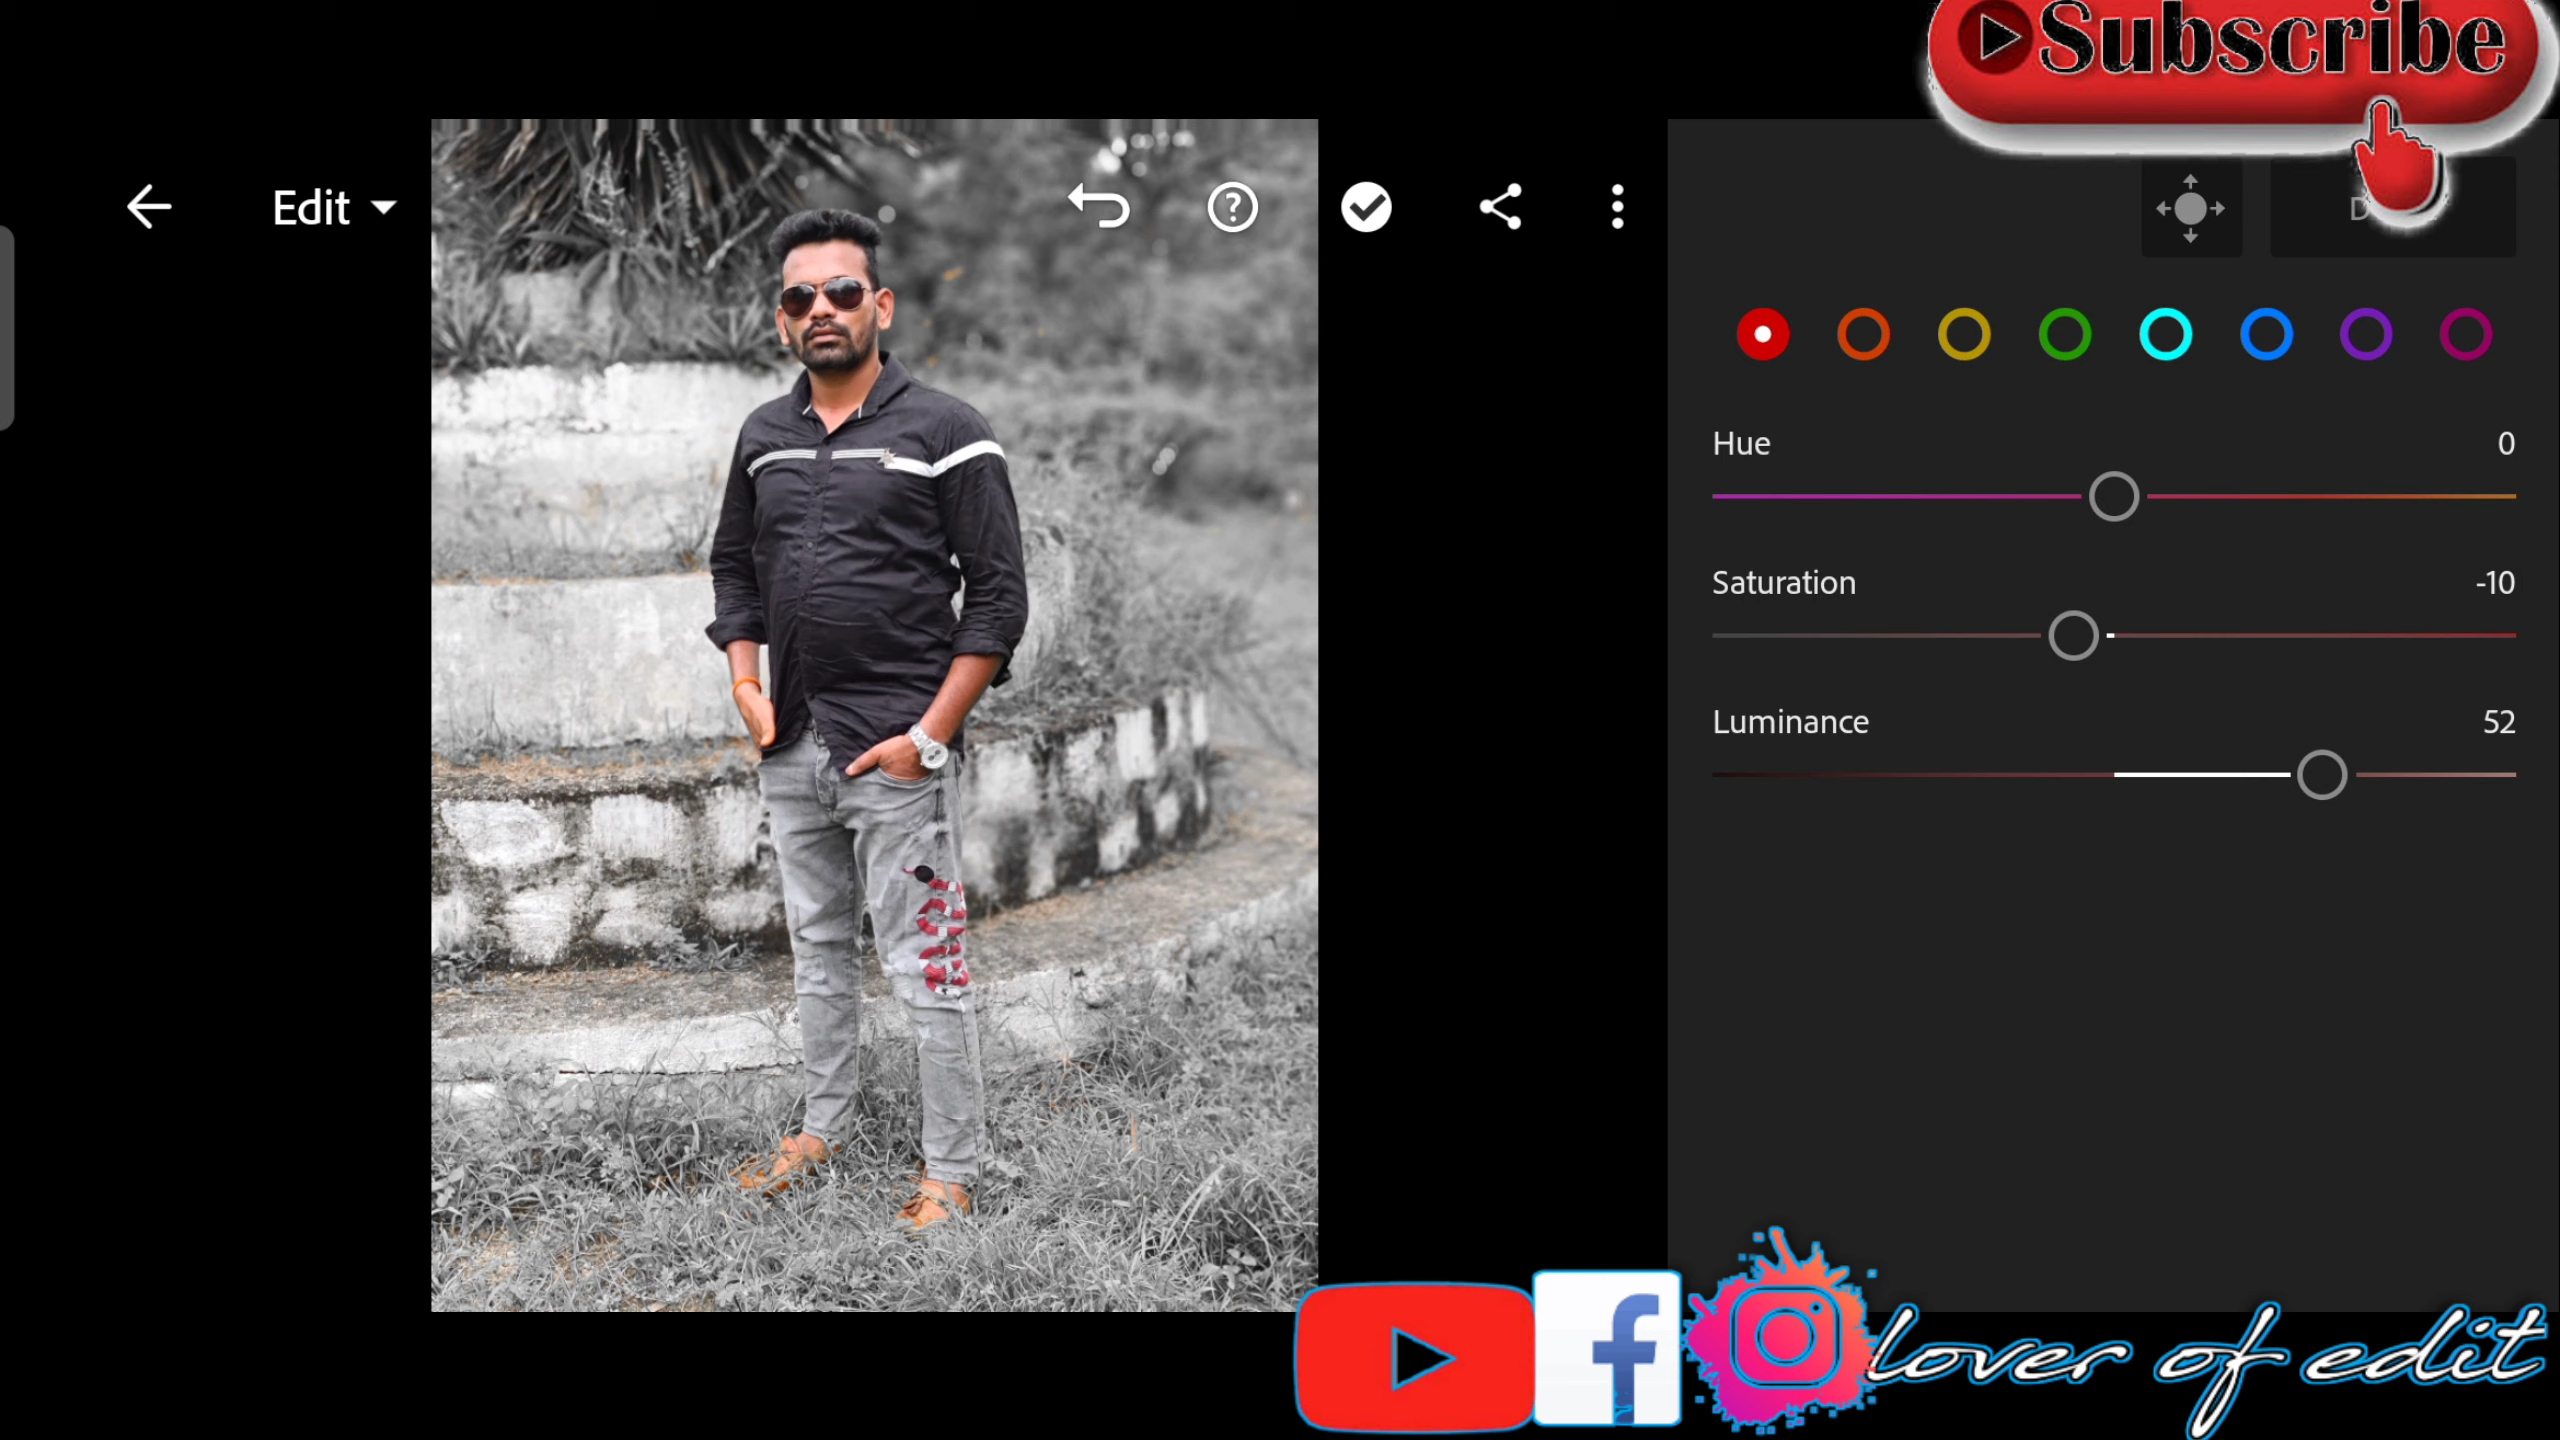 Subscribe
Edit
Hue 0
Saturation -10
Luminance 52
lover of edit